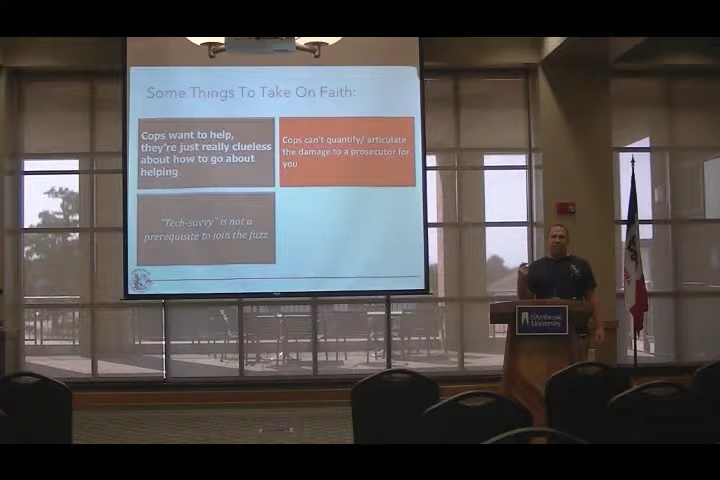 Some Things To Take On Faith:
Cops want to help,
they're just really clueless
about how to go about
helping
Cops can't quantify/ articulate
the damage to a prosecutor for
you
"Tech-savvy" is not a
prerequisite to join the fuzz
St.Ambrose
University